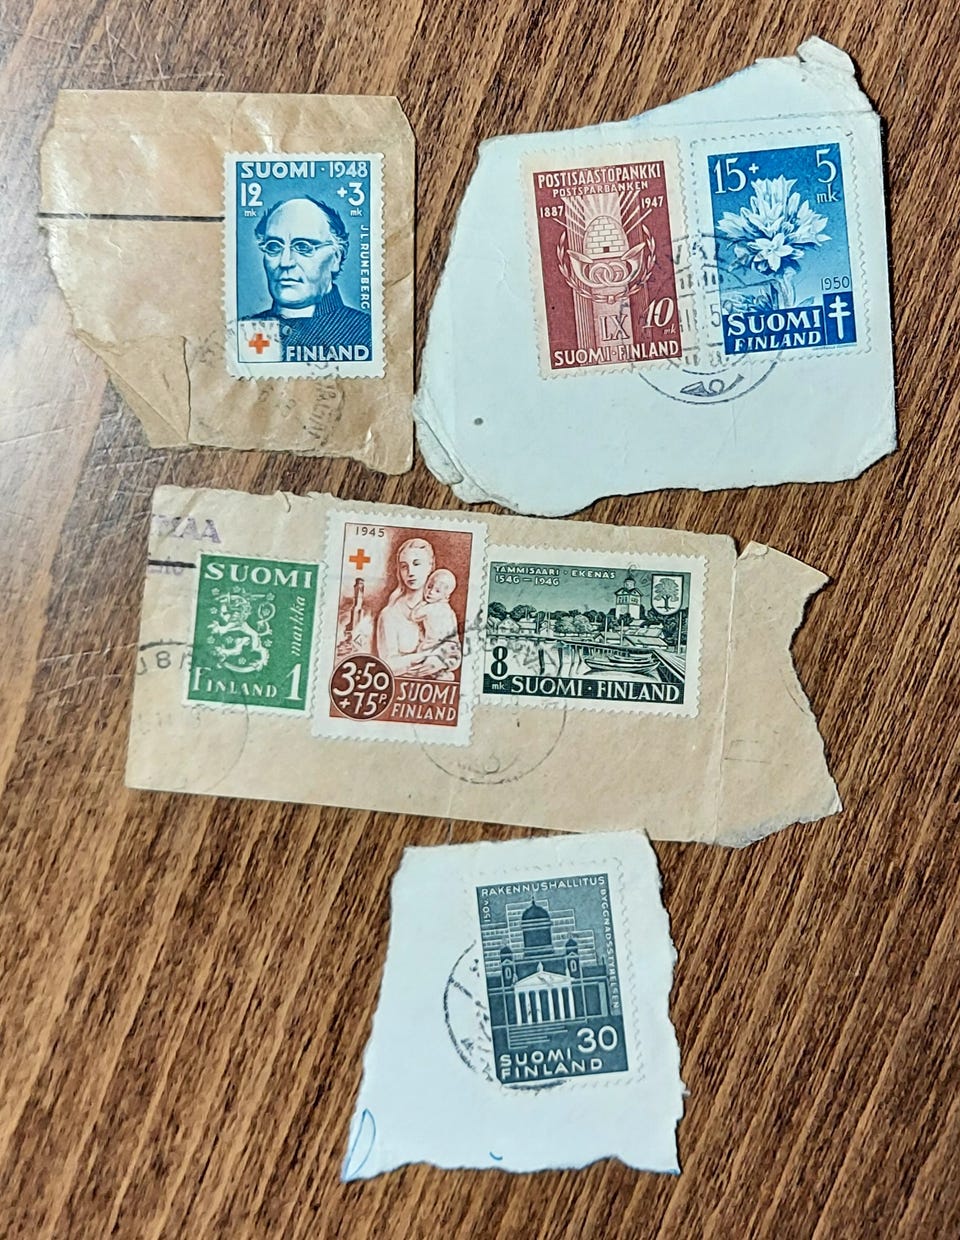 SUOMI · 1948
12 +3
mk mk
J L RUNEBERG
FINLAND
POSTISÄÄSTÖPANKKI
POSTSPARBANKEN
1887 1947
LX 10 mk
SUOMI · FINLAND
15+ 5
mk
1950
SUOMI
FINLAND
SUOMI
markka
FINLAND 1
1945
3:50
+75P.
SUOMI
FINLAND
TAMMISAARI · EKENÄS
1546 – 1946
8
mk SUOMI · FINLAND
RAKENNUSHALLITUS
BYGGNADSSTYRELSEN
150V
30
SUOMI
FINLAND